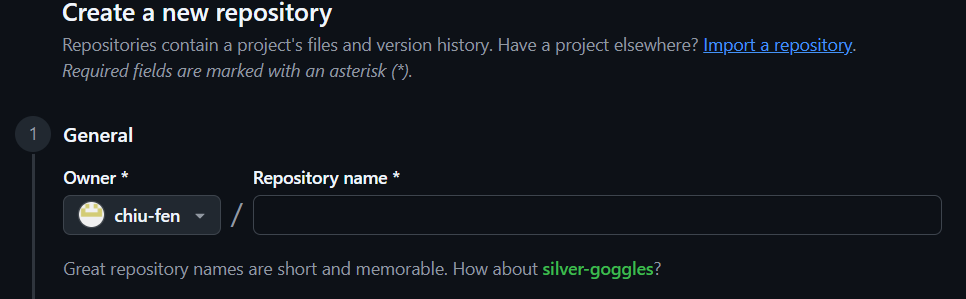 Create a new repository
Repositories contain a project's files and version history. Have a project elsewhere? Import a repository.
Required fields are marked with an asterisk (*).
1 General
Owner * Repository name *
chiu-fen /
Great repository names are short and memorable. How about silver-goggles?